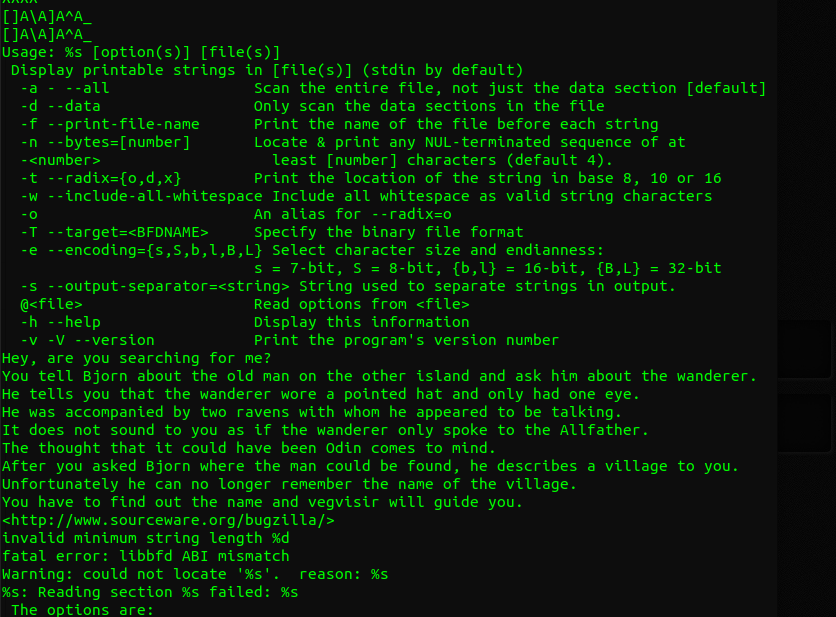 []A\A]A^A_
[]A\A]A^A_
Usage: %s [option(s)] [file(s)]
 Display printable strings in [file(s)] (stdin by default)
  -a - --all                Scan the entire file, not just the data section [default]
  -d --data                 Only scan the data sections in the file
  -f --print-file-name      Print the name of the file before each string
  -n --bytes=[number]       Locate & print any NUL-terminated sequence of at
  -<number>                   least [number] characters (default 4).
  -t --radix={o,d,x}        Print the location of the string in base 8, 10 or 16
  -w --include-all-whitespace Include all whitespace as valid string characters
  -o                        An alias for --radix=o
  -T --target=<BFDNAME>     Specify the binary file format
  -e --encoding={s,S,b,l,B,L} Select character size and endianness:
                            s = 7-bit, S = 8-bit, {b,l} = 16-bit, {B,L} = 32-bit
  -s --output-separator=<string> String used to separate strings in output.
  @<file>                   Read options from <file>
  -h --help                 Display this information
  -v -V --version           Print the program's version number
Hey, are you searching for me?
You tell Bjorn about the old man on the other island and ask him about the wanderer.
He tells you that the wanderer wore a pointed hat and only had one eye.
He was accompanied by two ravens with whom he appeared to be talking.
It does not sound to you as if the wanderer only spoke to the Allfather.
The thought that it could have been Odin comes to mind.
After you asked Bjorn where the man could be found, he describes a village to you.
Unfortunately he can no longer remember the name of the village.
You have to find out the name and vegvisir will guide you.
<http://www.sourceware.org/bugzilla/>
invalid minimum string length %d
fatal error: libbfd ABI mismatch
Warning: could not locate '%s'.  reason: %s
%s: Reading section %s failed: %s
 The options are: